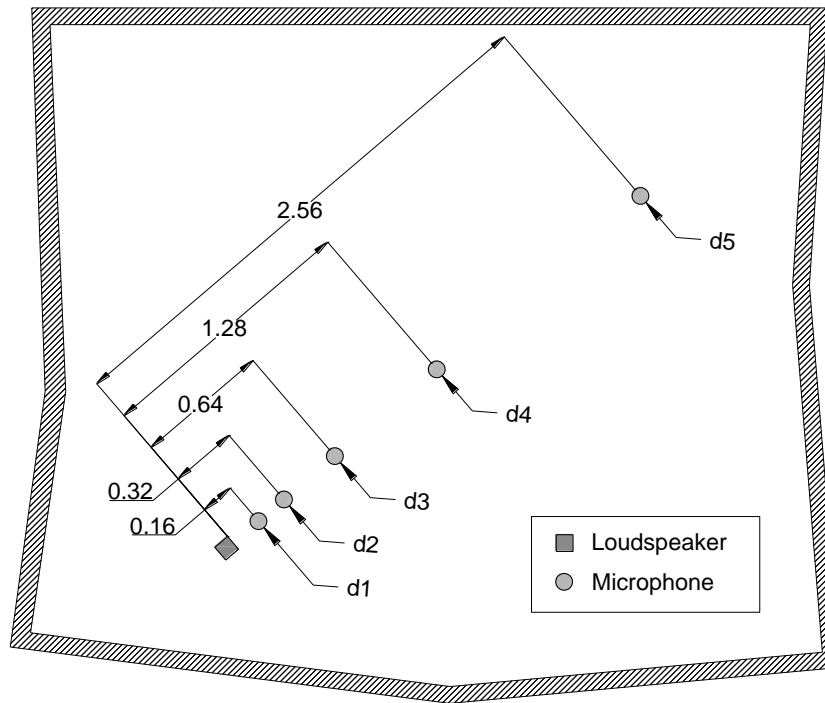 2.56
d5
1.28
0.64
d4
0.32
d3
0.16
d2
d1
Loudspeaker
Microphone